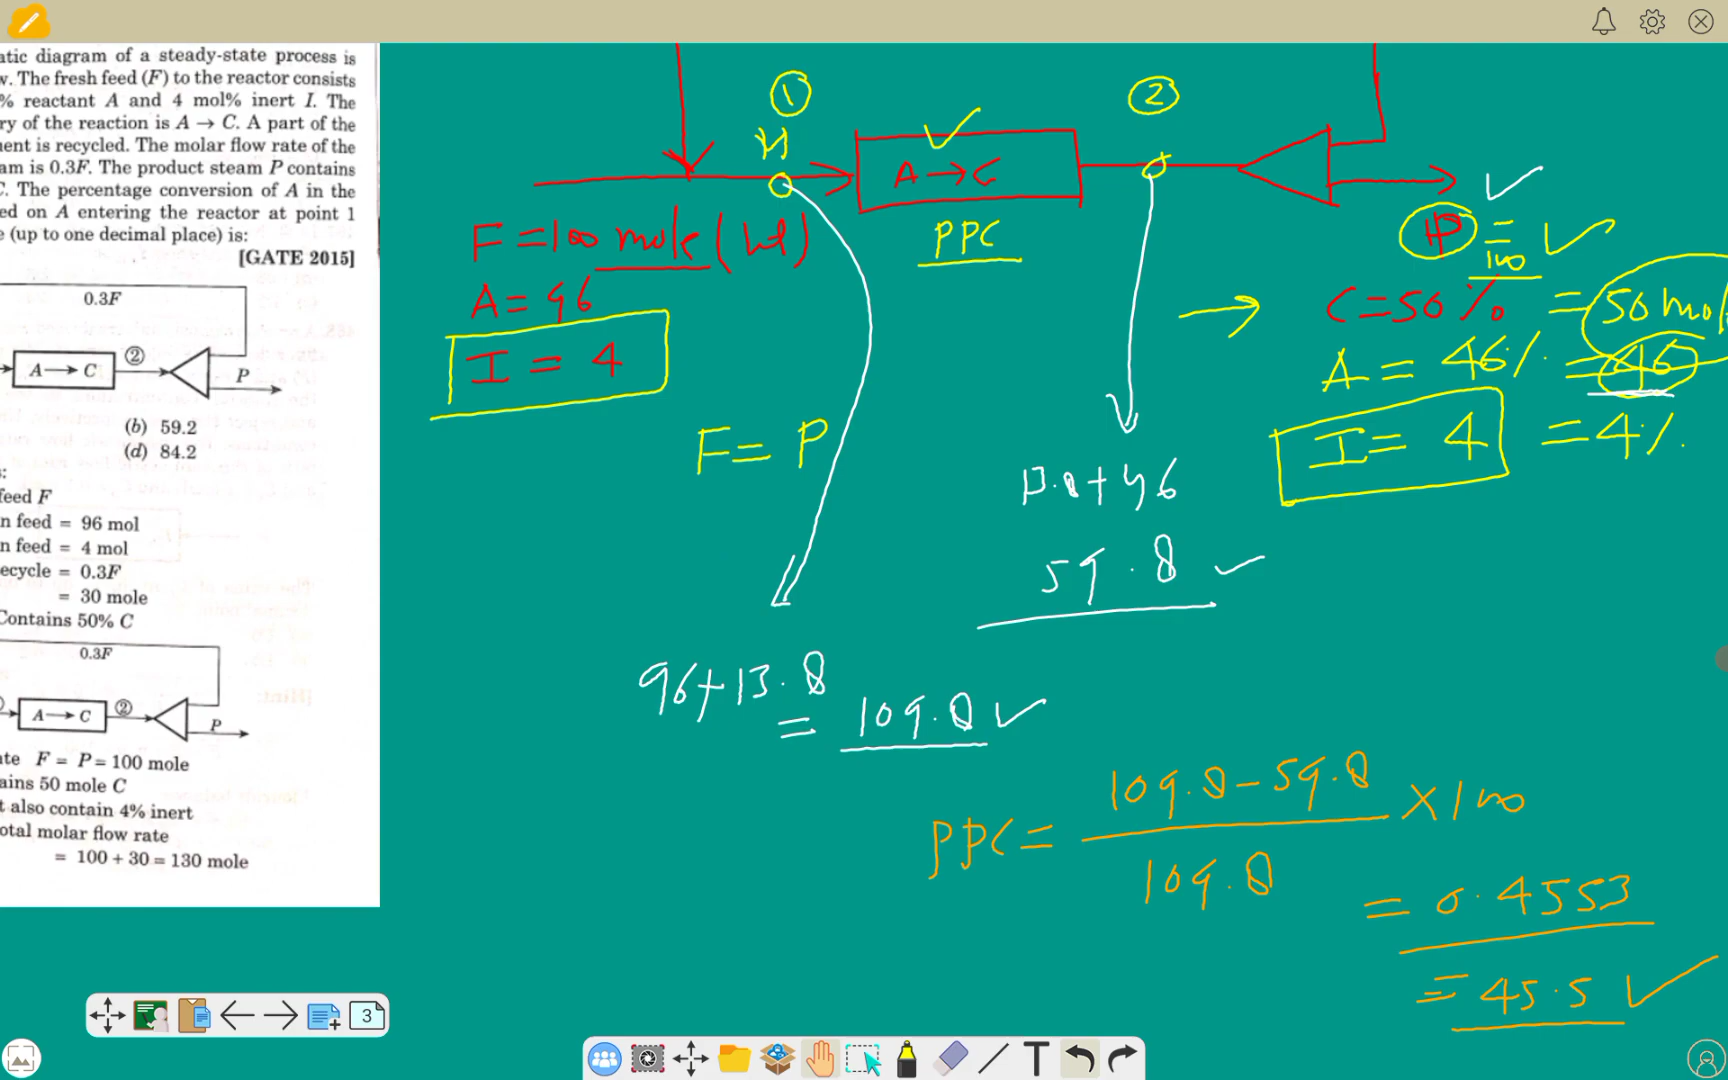 atic diagram of a steady-state process is
w. The fresh feed (F) to the reactor consists
% reactant A and 4 mol% inert I. The
ry of the reaction is A → C. A part of the
nent is recycled. The molar flow rate of the
am is 0.3F. The product steam P contains
C. The percentage conversion of A in the
ed on A entering the reactor at point 1
e (up to one decimal place) is:
[GATE 2015]
0.3F
A → C
②
P
(b) 59.2
(d) 84.2
s:
feed F
n feed = 96 mol
n feed = 4 mol
ecycle = 0.3F
= 30 mole
Contains 50% C
0.3F
A → C
②
P
ate F = P = 100 mole
ains 50 mole C
t also contain 4% inert
otal molar flow rate
= 100 + 30 = 130 mole
①
②
M
A → C
PPC
F = 100 mole (let)
A = 96
I = 4
F = P
P = 100
C = 50 % = 50 mol
A = 46 % = 46
I = 4 = 4 %.
13.8 + 46
59.8
96 + 13.8
= 109.8
PPC = 109.8 - 59.8 / 109.8 × 100
= 0.4553
= 45.5
3
T